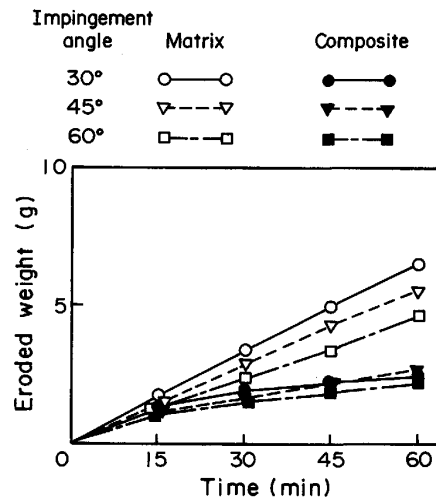 Impingement
angle Matrix Composite
30°
45°
60°
10
5
0 15 30 45 60
Eroded weight (g)
Time (min)